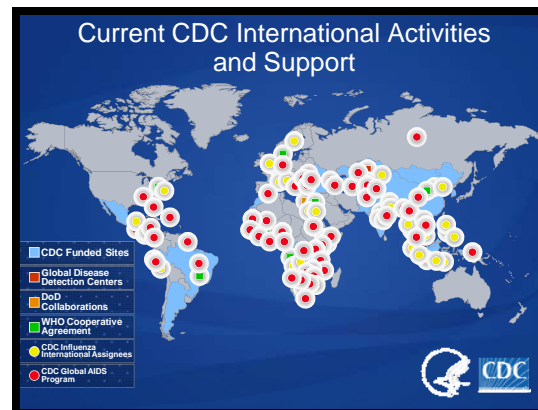 Current CDC International Activities
and Support
CDC Funded Sites
Global Disease
Detection Centers
DoD
Collaborations
WHO Cooperative
Agreement
CDC Influenza
International Assignees
CDC Global AIDS
Program
CDC